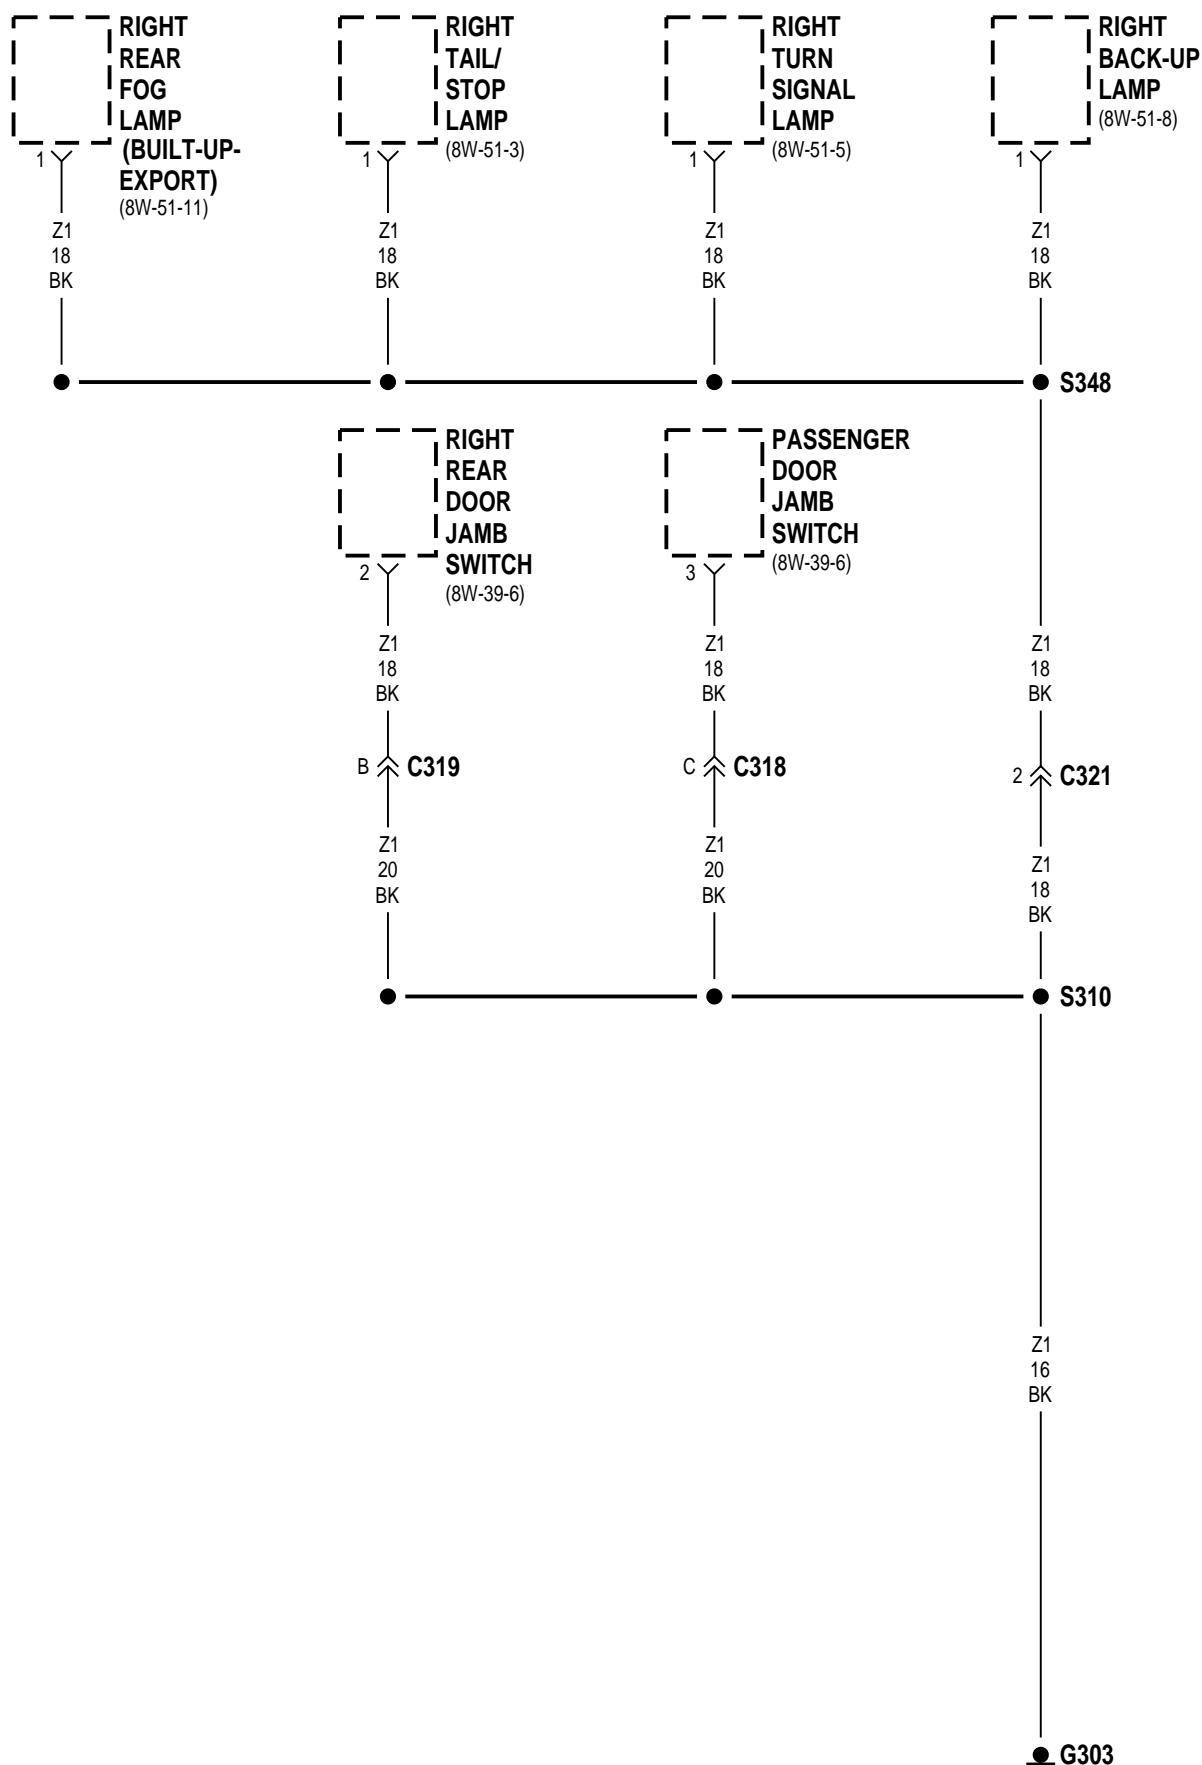 RIGHT
REAR
FOG
LAMP
(BUILT-UP-
EXPORT)
(8W-51-11)
1
Z1
18
BK
RIGHT
TAIL/
STOP
LAMP
(8W-51-3)
1
Z1
18
BK
RIGHT
TURN
SIGNAL
LAMP
(8W-51-5)
1
Z1
18
BK
RIGHT
BACK-UP
LAMP
(8W-51-8)
1
Z1
18
BK
S348
RIGHT
REAR
DOOR
JAMB
SWITCH
(8W-39-6)
2
Z1
18
BK
B
C319
Z1
20
BK
PASSENGER
DOOR
JAMB
SWITCH
(8W-39-6)
3
Z1
18
BK
C
C318
Z1
20
BK
Z1
18
BK
2
C321
Z1
18
BK
S310
Z1
16
BK
G303